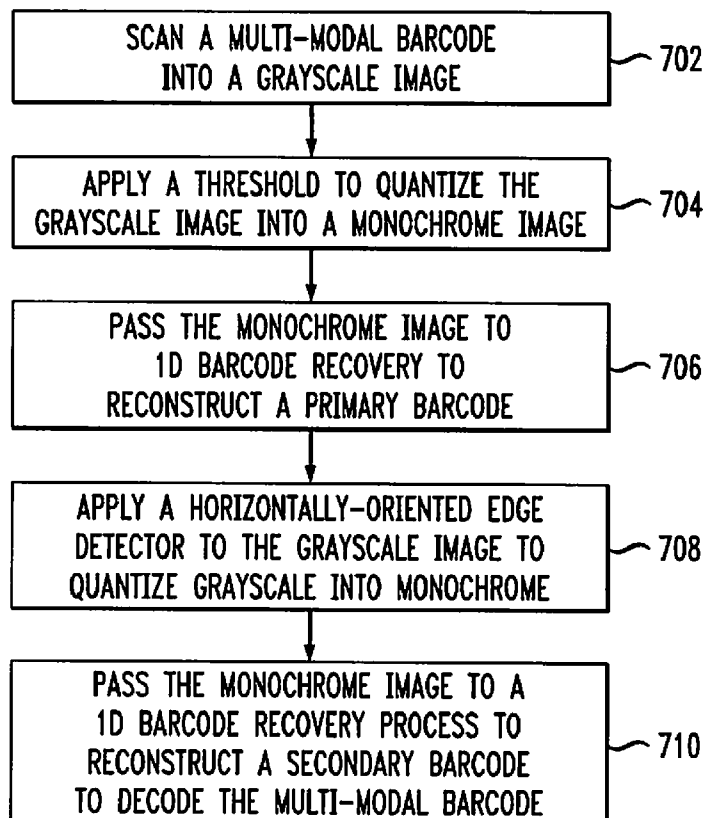 SCAN A MULTI-MODAL BARCODE
INTO A GRAYSCALE IMAGE
702
APPLY A THRESHOLD TO QUANTIZE THE
GRAYSCALE IMAGE INTO A MONOCHROME IMAGE
704
PASS THE MONOCHROME IMAGE TO
1D BARCODE RECOVERY TO
RECONSTRUCT A PRIMARY BARCODE
706
APPLY A HORIZONTALLY-ORIENTED EDGE
DETECTOR TO THE GRAYSCALE IMAGE TO
QUANTIZE GRAYSCALE INTO MONOCHROME
708
PASS THE MONOCHROME IMAGE TO A
1D BARCODE RECOVERY PROCESS TO
RECONSTRUCT A SECONDARY BARCODE
TO DECODE THE MULTI-MODAL BARCODE
710